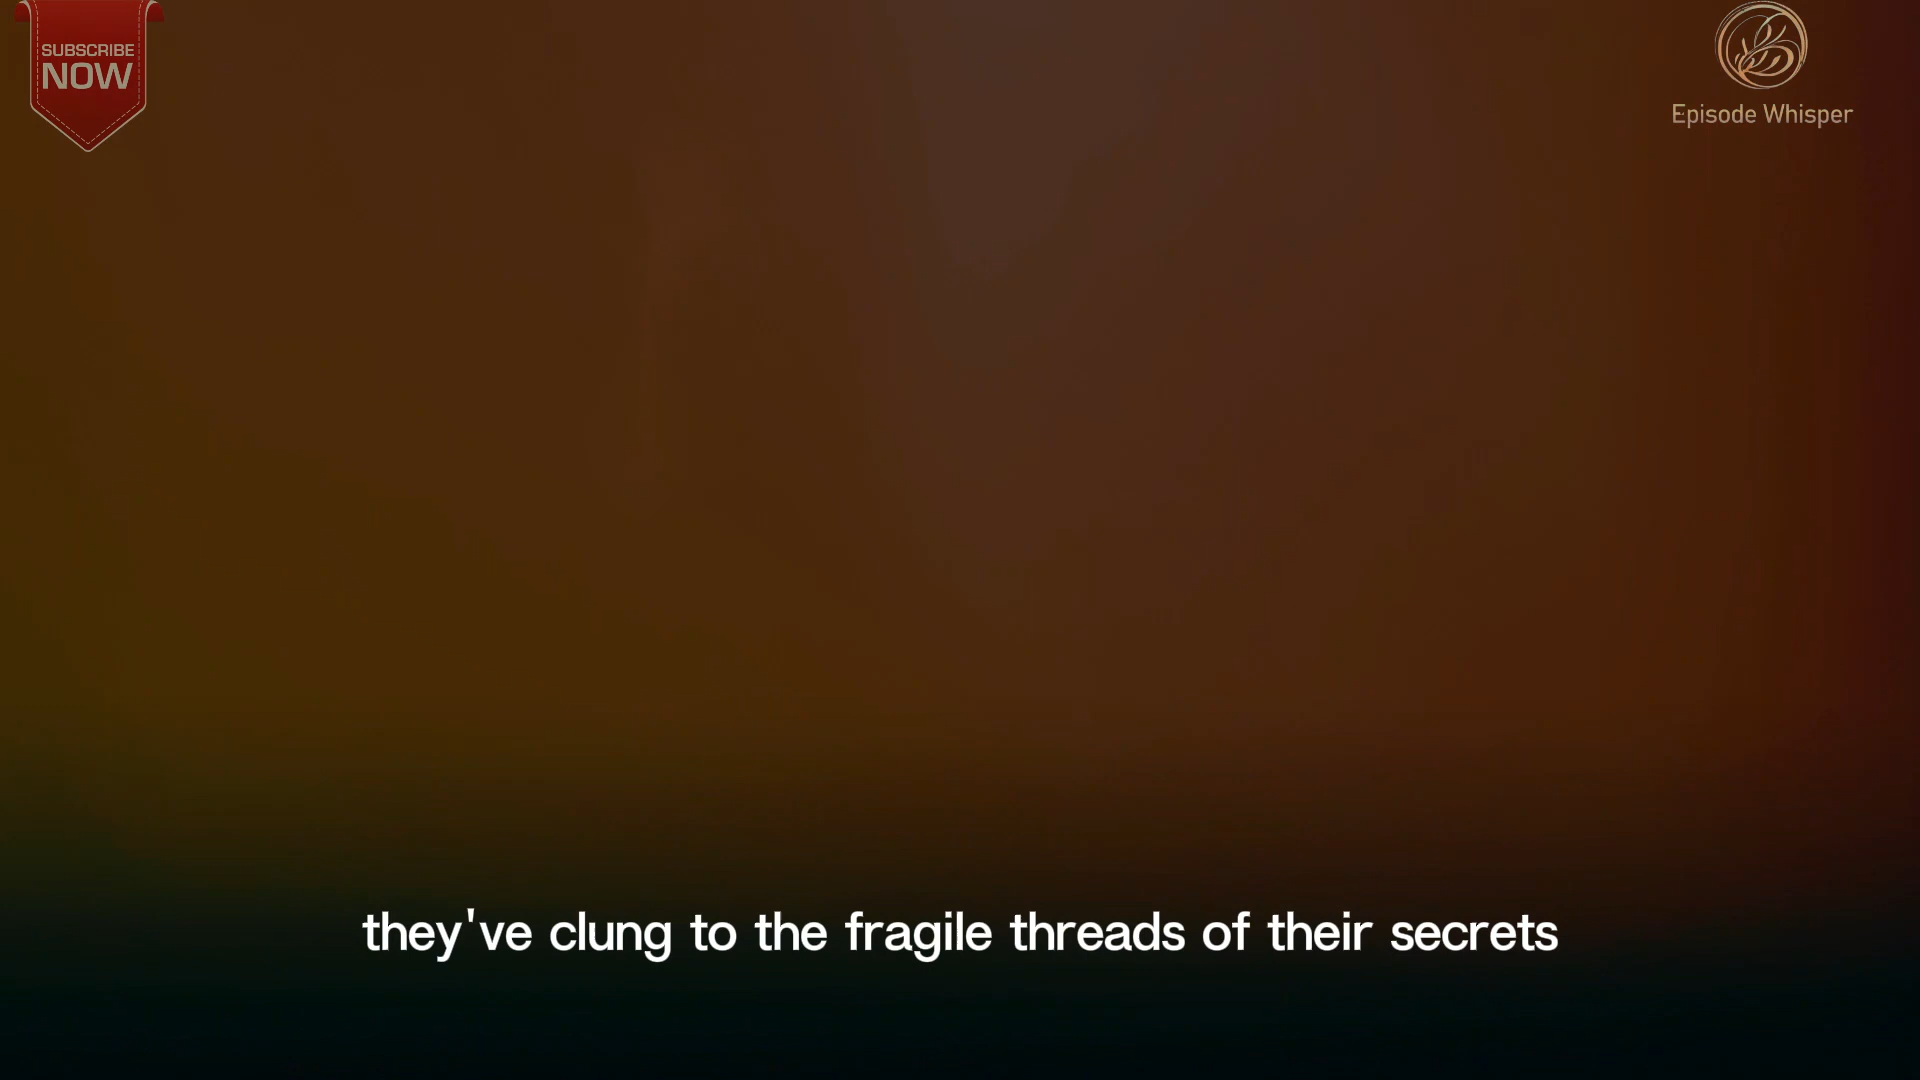 SUBSCRIBE
NOW
Episode Whisper
they've clung to the fragile threads of their secrets